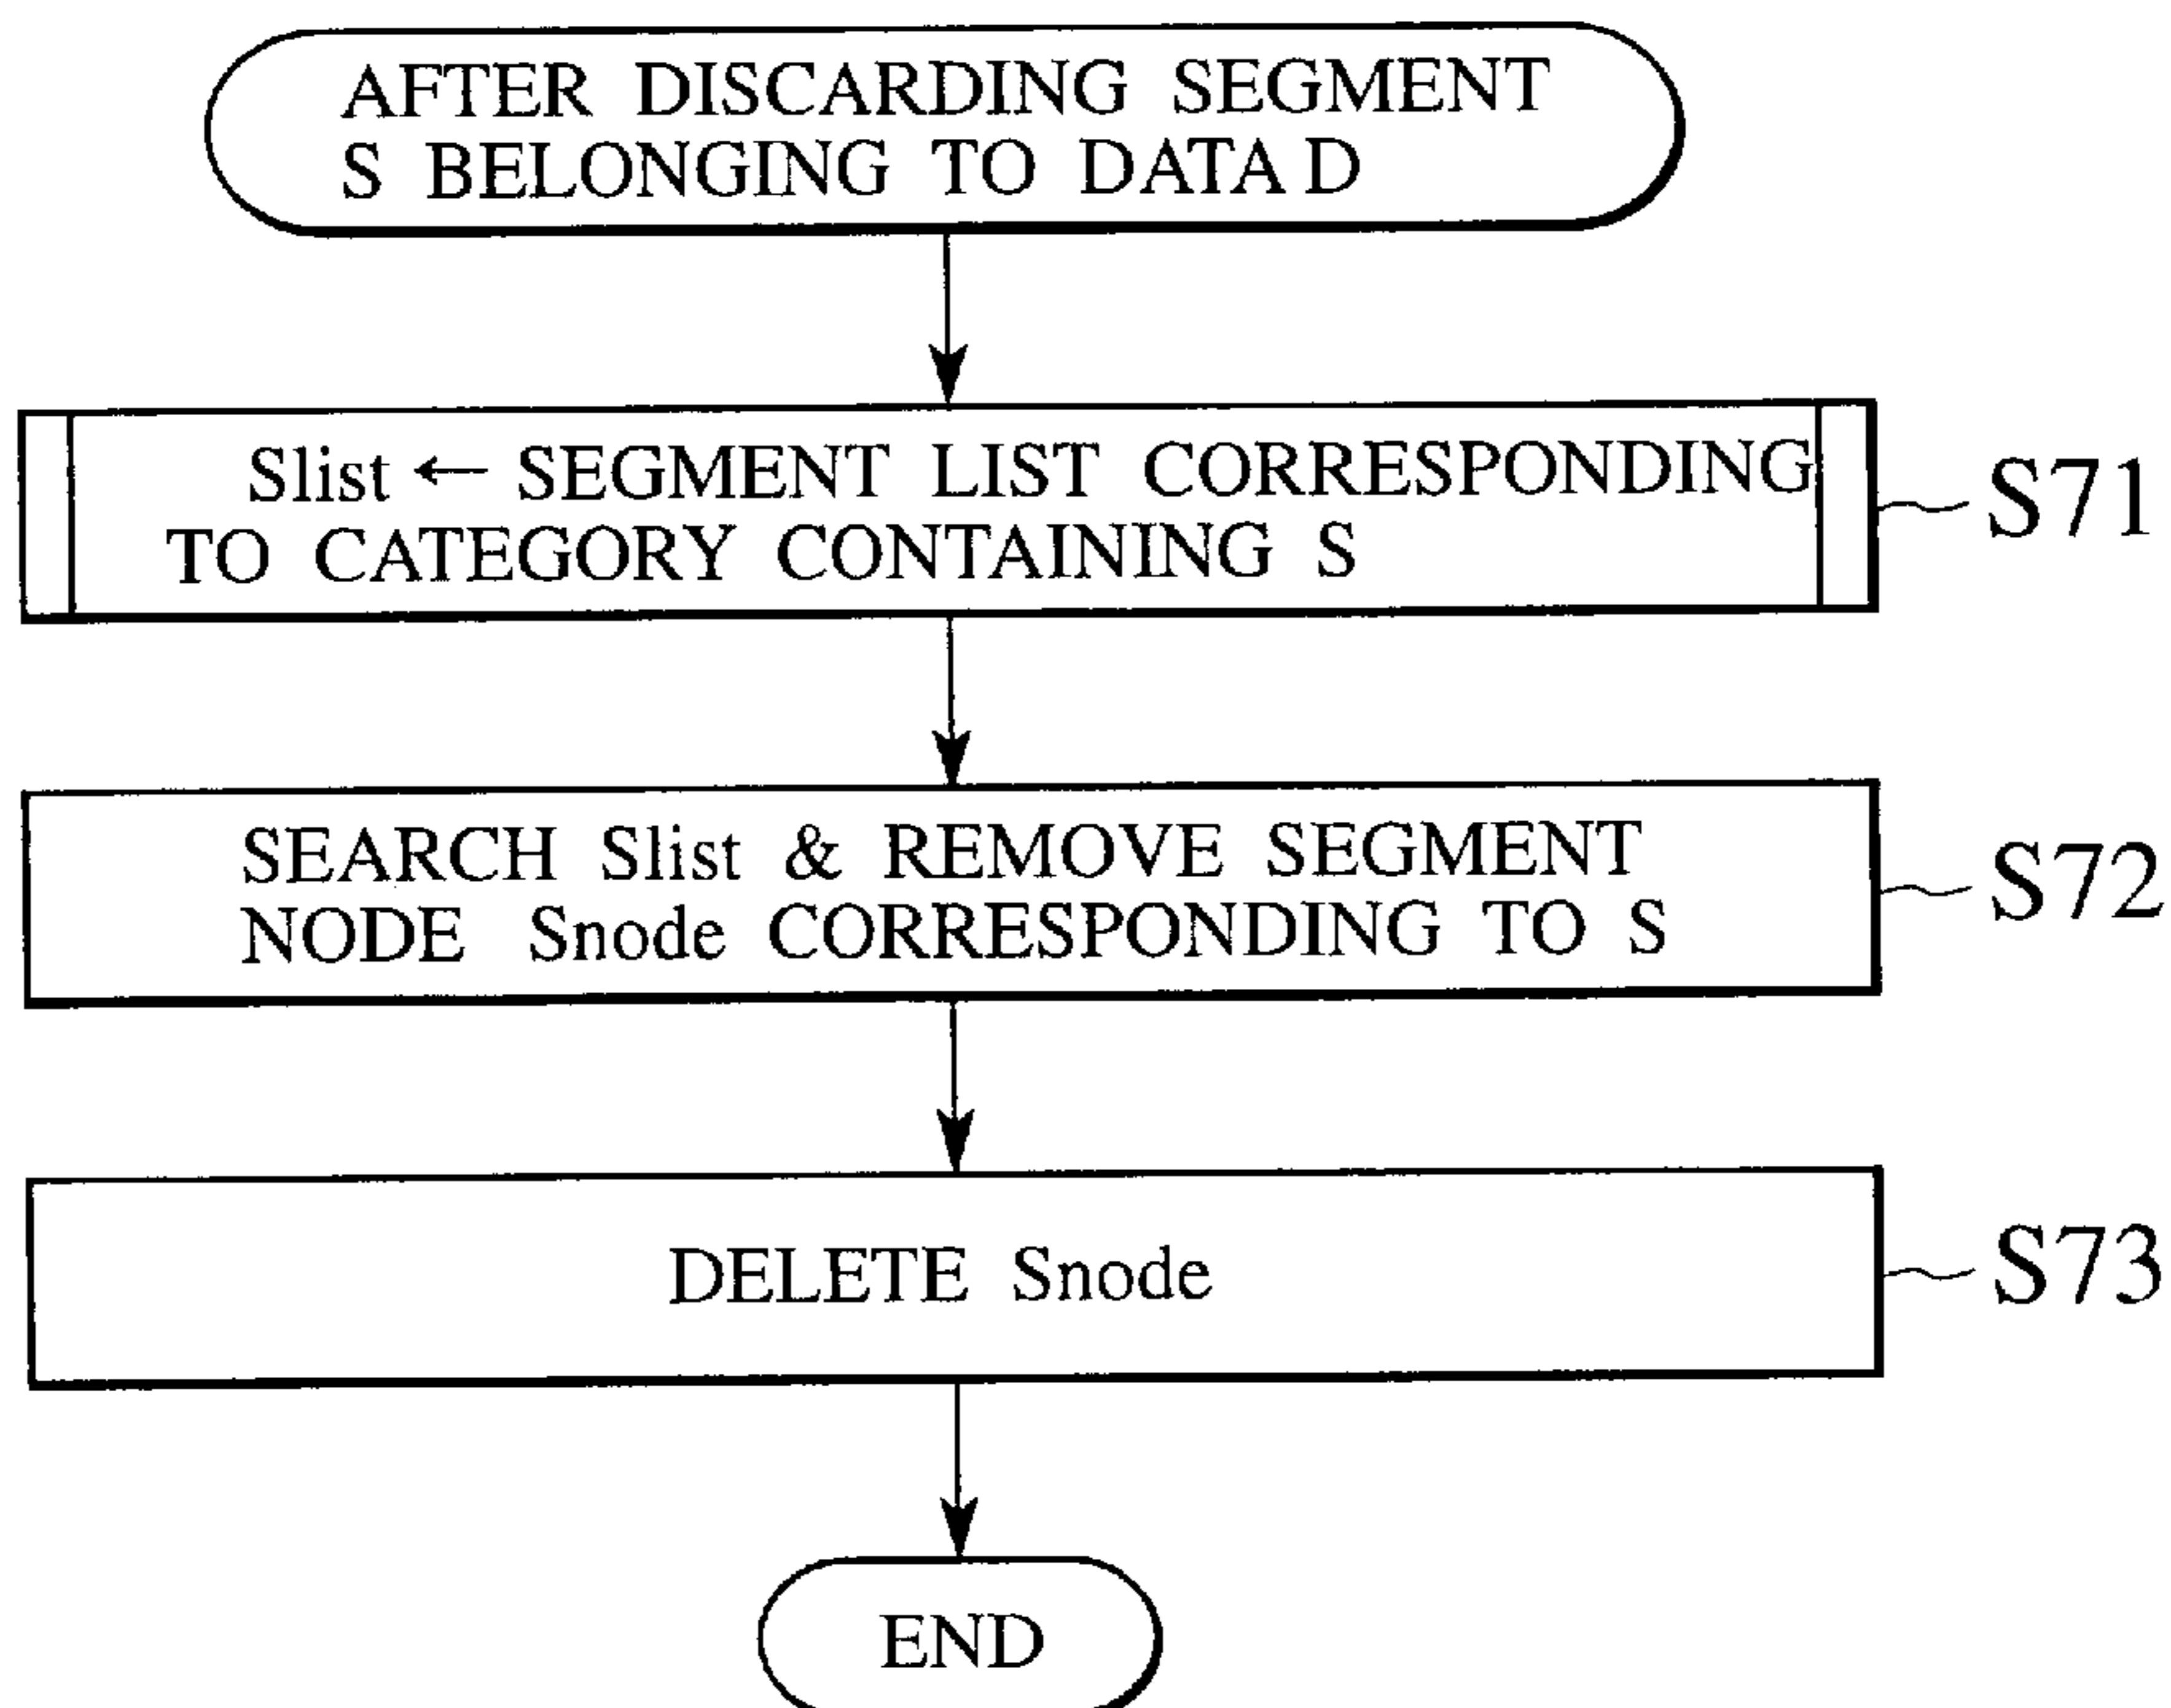 AFTER DISCARDING SEGMENT
S BELONGING TO DATA D
Slist ← SEGMENT LIST CORRESPONDING
TO CATEGORY CONTAINING S
S71
SEARCH Slist & REMOVE SEGMENT
NODE Snode CORRESPONDING TO S
S72
DELETE Snode
S73
END